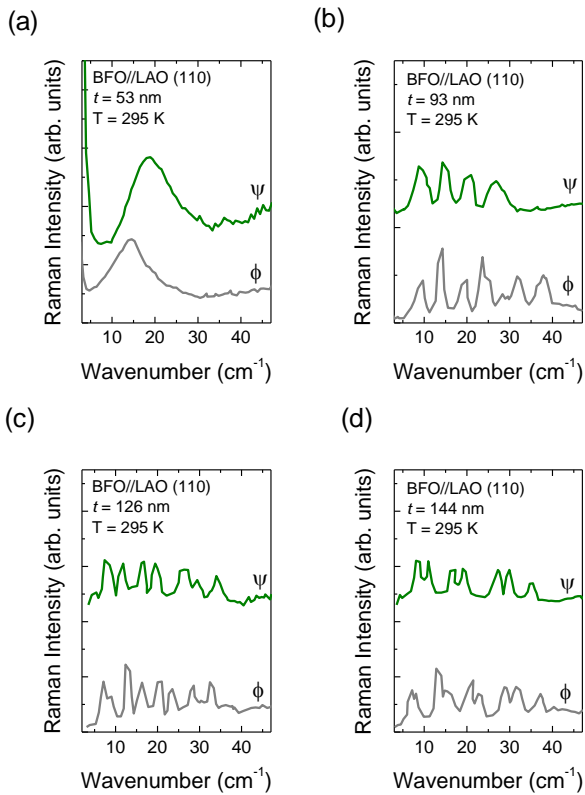 (a)
Raman Intensity (arb. units)
BFO//LAO (110)
t = 53 nm
T = 295 K
ψ
ϕ
10 20 30 40
Wavenumber (cm-1)
(b)
Raman Intensity (arb. units)
BFO//LAO (110)
t = 93 nm
T = 295 K
ψ
ϕ
10 20 30 40
Wavenumber (cm-1)
(c)
Raman Intensity (arb. units)
BFO//LAO (110)
t = 126 nm
T = 295 K
ψ
ϕ
10 20 30 40
Wavenumber (cm-1)
(d)
Raman Intensity (arb. units)
BFO//LAO (110)
t = 144 nm
T = 295 K
ψ
ϕ
10 20 30 40
Wavenumber (cm-1)